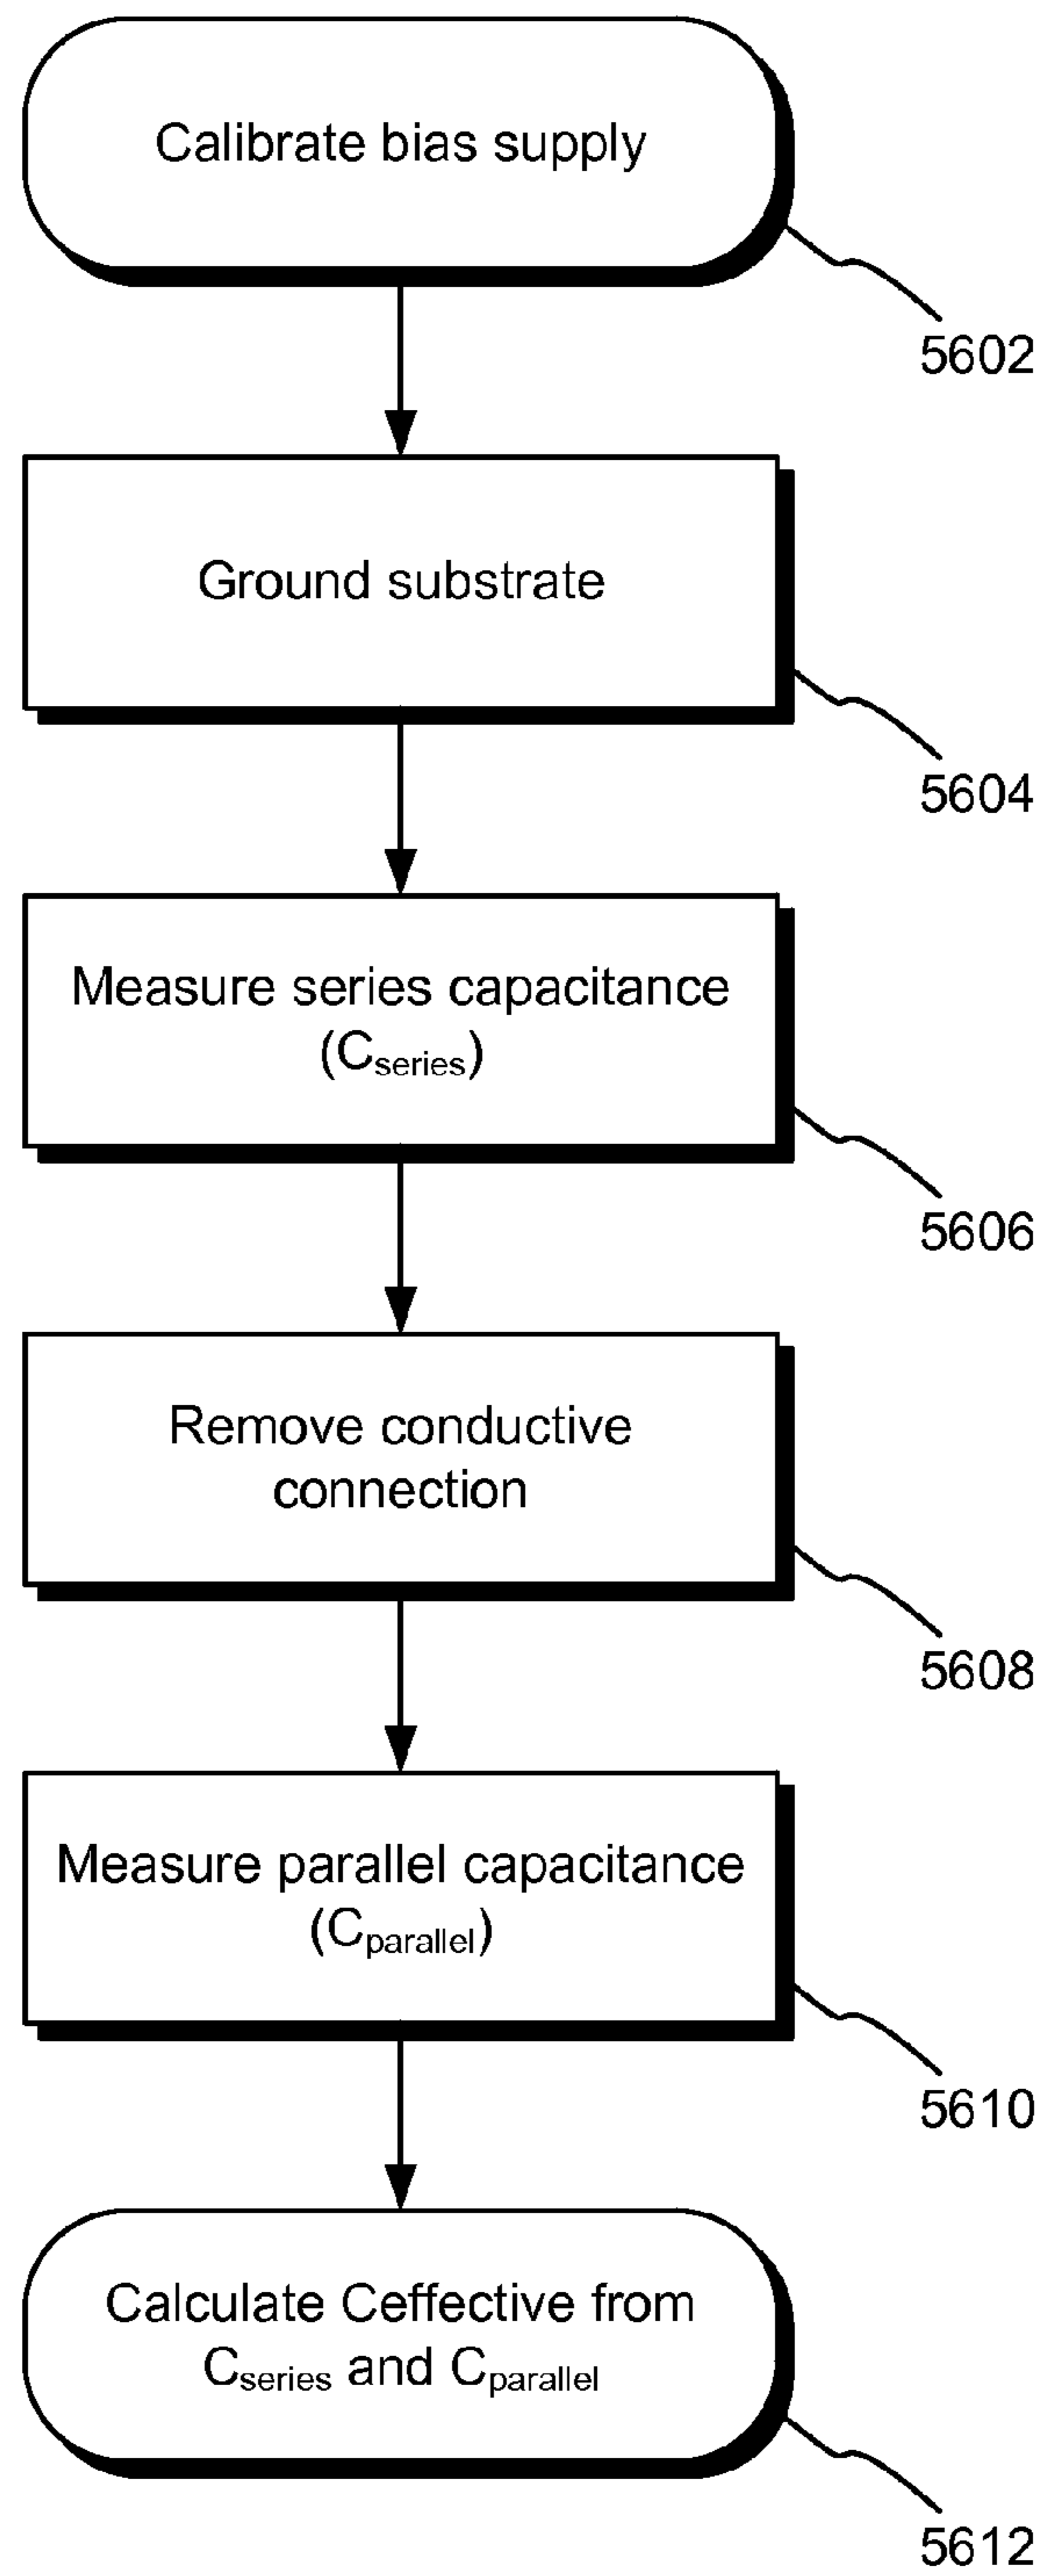 Calibrate bias supply
5602
Ground substrate
5604
Measure series capacitance
(Cseries)
5606
Remove conductive
connection
5608
Measure parallel capacitance
(Cparallel)
5610
Calculate Ceffective from
Cseries and Cparallel
5612